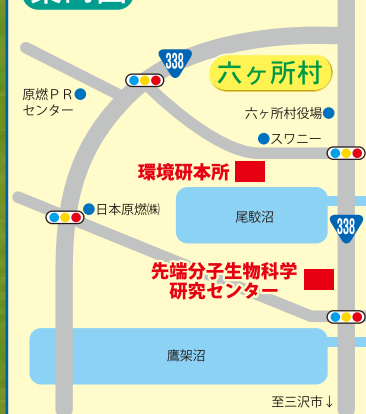 338
六ヶ所村
原燃ＰＲ
センター
六ヶ所村役場
スワニー
環境研本所
日本原燃㈱
尾駮沼
338
先端分子生物科学
研究センター
鷹架沼
至三沢市↓